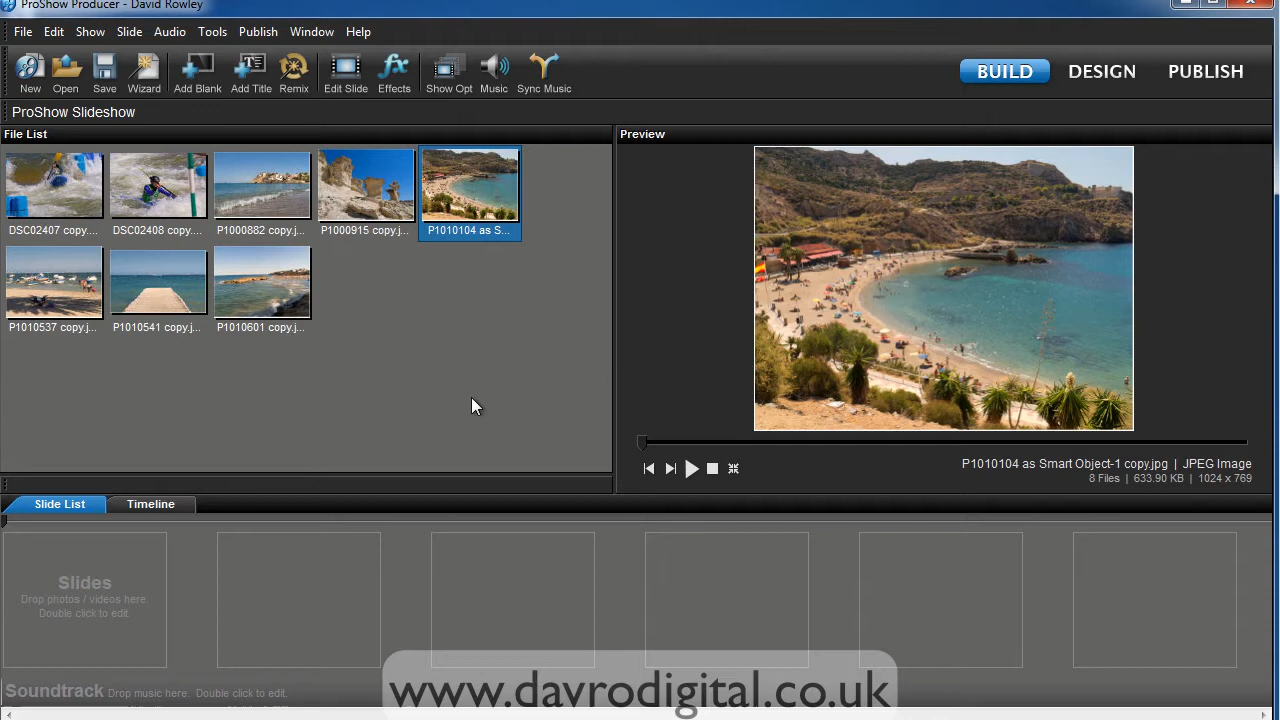 ProShow Producer - David Rowley
File Edit Show Slide Audio Tools Publish Window Help
New Open Save Wizard Add Blank Add Title Remix Edit Slide Effects Show Opt Music Sync Music
BUILD DESIGN PUBLISH
ProShow Slideshow
File List
Preview
DSC02407 copy.... DSC02408 copy.... P1000882 copy.j... P1000915 copy.j... P1010104 as S...
P1010537 copy.j... P1010541 copy.j... P1010601 copy.j...
P1010104 as Smart Object-1 copy.jpg | JPEG Image
8 Files | 633.90 KB | 1024 x 769
Slide List Timeline
Slides
Drop photos / videos here.
Double click to edit.
Soundtrack Drop music here. Double click to edit.
www.davrodigital.co.uk